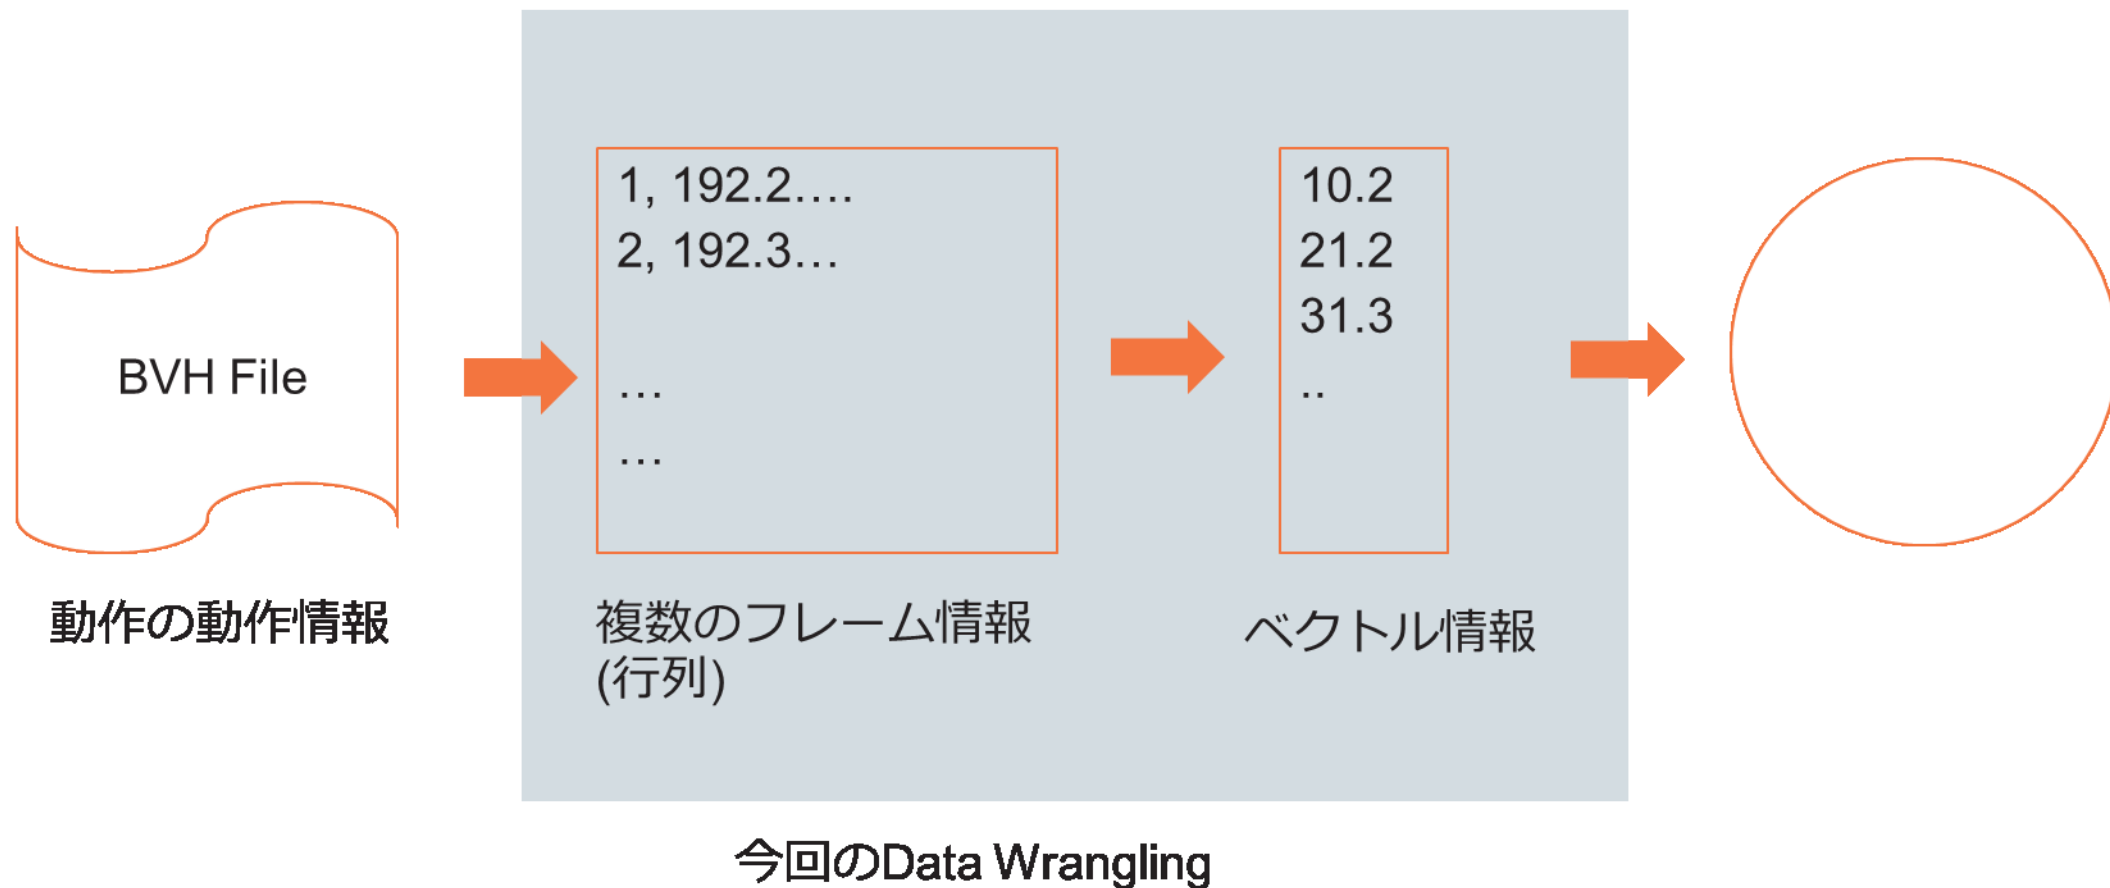 BVH File
動作の動作情報
1, 192.2....
2, 192.3...
...
...
複数のフレーム情報
(行列)
10.2
21.2
31.3
..
ベクトル情報
今回のData Wrangling